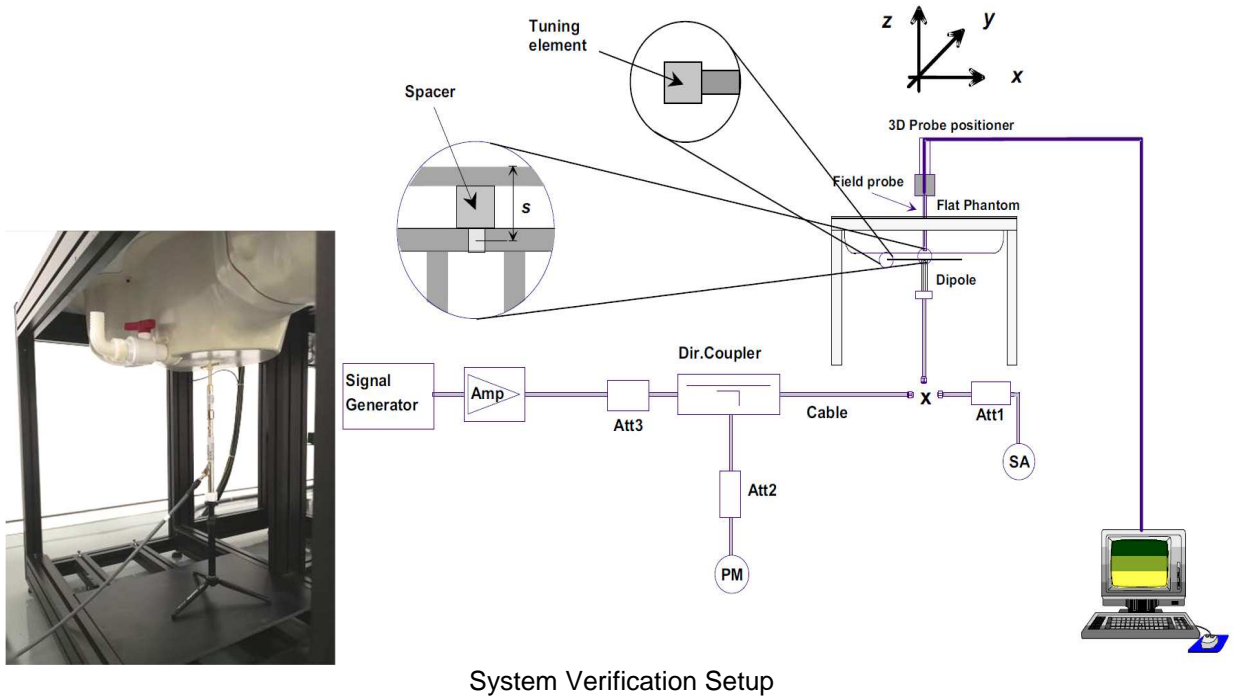 Tuning
element
Spacer
s
z
y
x
3D Probe positioner
Field probe
Flat Phantom
Dipole
Dir.Coupler
Signal
Generator
Amp
Att3
Cable
x
Att1
SA
Att2
PM
System Verification Setup